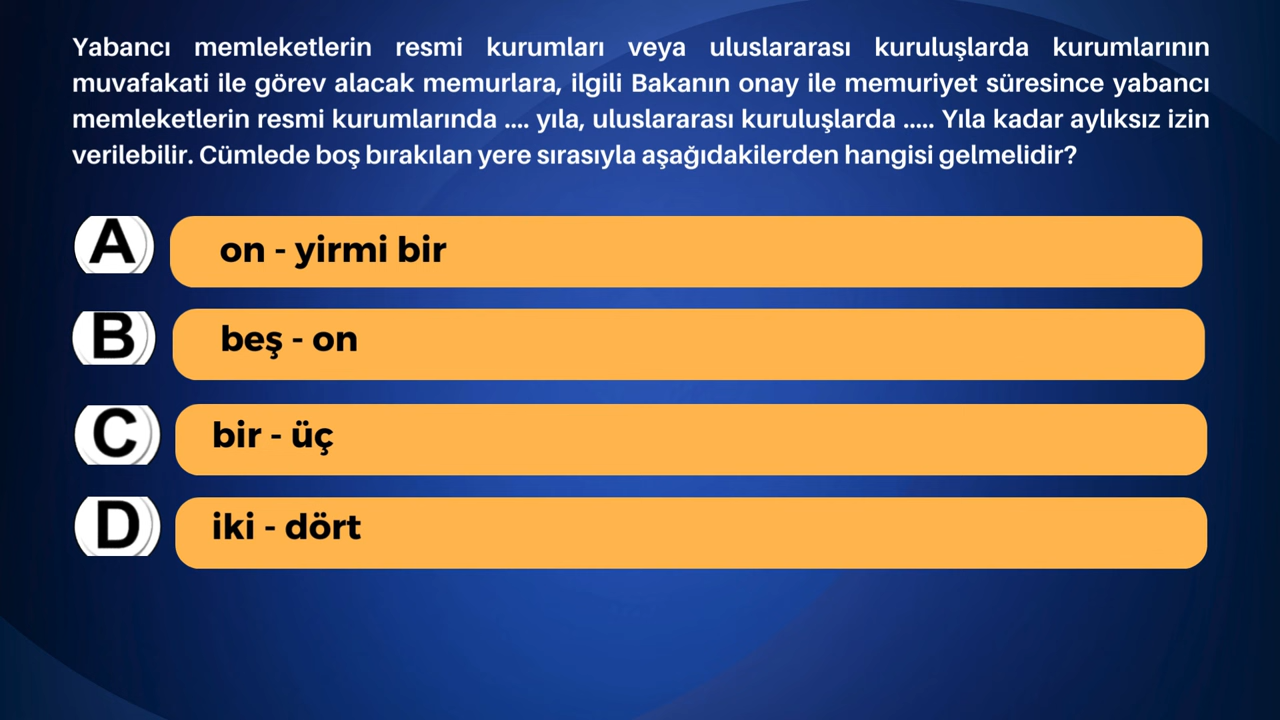 Yabancı memleketlerin resmi kurumları veya uluslararası kuruluşlarda kurumlarının
muvafakati ile görev alacak memurlara, ilgili Bakanın onay ile memuriyet süresince yabancı
memleketlerin resmi kurumlarında .... yıla, uluslararası kuruluşlarda ..... Yıla kadar aylıksız izin
verilebilir. Cümlede boş bırakılan yere sırasıyla aşağıdakilerden hangisi gelmelidir?
A on - yirmi bir
B beş - on
C bir - üç
D iki - dört